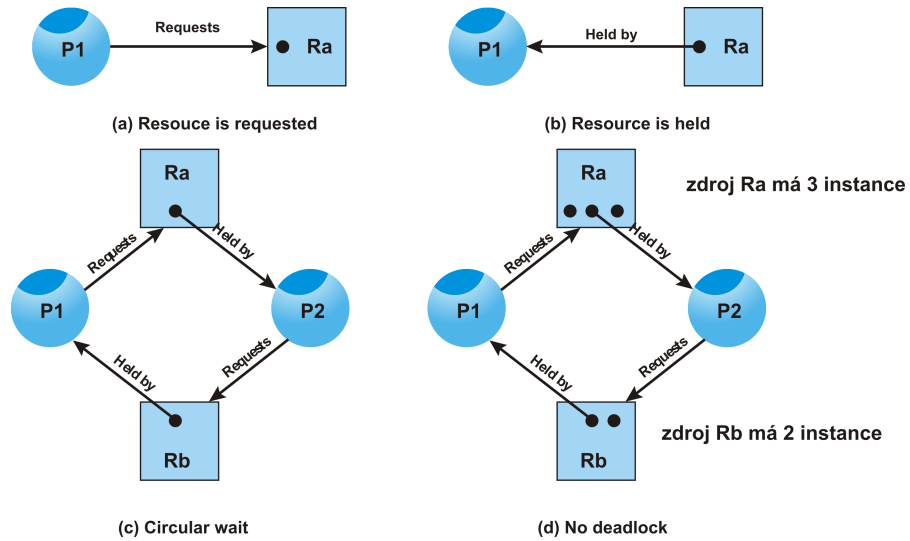 P1
Requests
Ra
(a) Resouce is requested
P1
Held by
Ra
(b) Resource is held
Ra
Requests
Held by
P1
P2
Held by
Requests
Rb
(c) Circular wait
Ra
zdroj Ra má 3 instance
Requests
Held by
P1
P2
Held by
Requests
Rb
zdroj Rb má 2 instance
(d) No deadlock